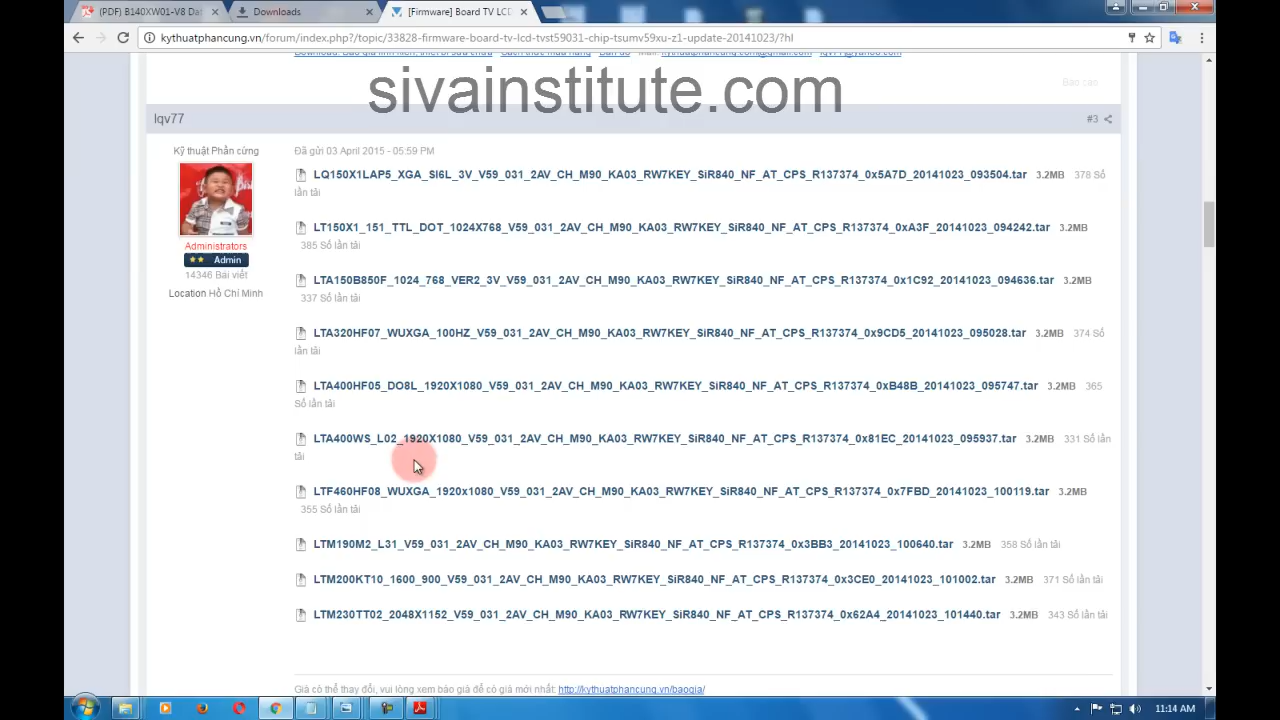 (PDF) B140XW01-V8 Da
Downloads
[Firmware] Board TV LCD
kythuatphancung.vn/forum/index.php?/topic/33828-firmware-board-tv-lcd-tvst59031-chip-tsumv59xu-z1-update-20141023/?hl
sivainstitute.com
Báo cáo
lqv77
#3
Kỹ thuật Phần cứng
Administrators
Admin
14346 Bài viết
Location Hồ Chí Minh
Đã gửi 03 April 2015 - 05:59 PM
LQ150X1LAP5_XGA_SI6L_3V_V59_031_2AV_CH_M90_KA03_RW7KEY_SiR840_NF_AT_CPS_R137374_0x5A7D_20141023_093504.tar 3.2MB 378 Số
lần tải
LT150X1_151_TTL_DOT_1024X768_V59_031_2AV_CH_M90_KA03_RW7KEY_SiR840_NF_AT_CPS_R137374_0xA3F_20141023_094242.tar 3.2MB
385 Số lần tải
LTA150B850F_1024_768_VER2_3V_V59_031_2AV_CH_M90_KA03_RW7KEY_SiR840_NF_AT_CPS_R137374_0x1C92_20141023_094636.tar 3.2MB
337 Số lần tải
LTA320HF07_WUXGA_100HZ_V59_031_2AV_CH_M90_KA03_RW7KEY_SiR840_NF_AT_CPS_R137374_0x9CD5_20141023_095028.tar 3.2MB 374 Số
lần tải
LTA400HF05_DO8L_1920X1080_V59_031_2AV_CH_M90_KA03_RW7KEY_SiR840_NF_AT_CPS_R137374_0xB48B_20141023_095747.tar 3.2MB 365
Số lần tải
LTA400WS_L02_1920X1080_V59_031_2AV_CH_M90_KA03_RW7KEY_SiR840_NF_AT_CPS_R137374_0x81EC_20141023_095937.tar 3.2MB 331 Số lần
tải
LTF460HF08_WUXGA_1920x1080_V59_031_2AV_CH_M90_KA03_RW7KEY_SiR840_NF_AT_CPS_R137374_0x7FBD_20141023_100119.tar 3.2MB
355 Số lần tải
LTM190M2_L31_V59_031_2AV_CH_M90_KA03_RW7KEY_SiR840_NF_AT_CPS_R137374_0x3BB3_20141023_100640.tar 3.2MB 358 Số lần tải
LTM200KT10_1600_900_V59_031_2AV_CH_M90_KA03_RW7KEY_SiR840_NF_AT_CPS_R137374_0x3CE0_20141023_101002.tar 3.2MB 371 Số lần tải
LTM230TT02_2048X1152_V59_031_2AV_CH_M90_KA03_RW7KEY_SiR840_NF_AT_CPS_R137374_0x62A4_20141023_101440.tar 3.2MB 343 Số lần tải
Giá có thể thay đổi, vui lòng xem báo giá để có giá mới nhất: http://kythuatphancung.vn/baogia/
11:14 AM